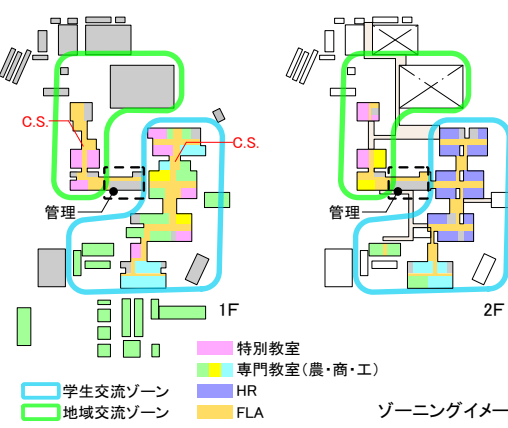 C.S.
C.S.
管理
管理
1F
2F
特別教室
専門教室(農・商・工)
学生交流ゾーン
HR
地域交流ゾーン
FLA
ゾーニングイメー